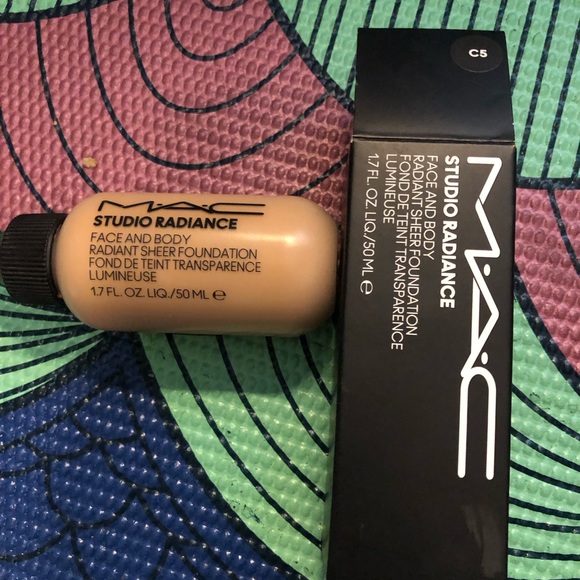 M·A·C
STUDIO RADIANCE
FACE AND BODY
RADIANT SHEER FOUNDATION
FOND DE TEINT TRANSPARENCE
LUMINEUSE
1.7 FL. OZ. LIQ./50 ML ℮
C5
M·A·C
STUDIO RADIANCE
FACE AND BODY
RADIANT SHEER FOUNDATION
FOND DE TEINT TRANSPARENCE
LUMINEUSE
1.7 FL. OZ. LIQ./50 ML ℮